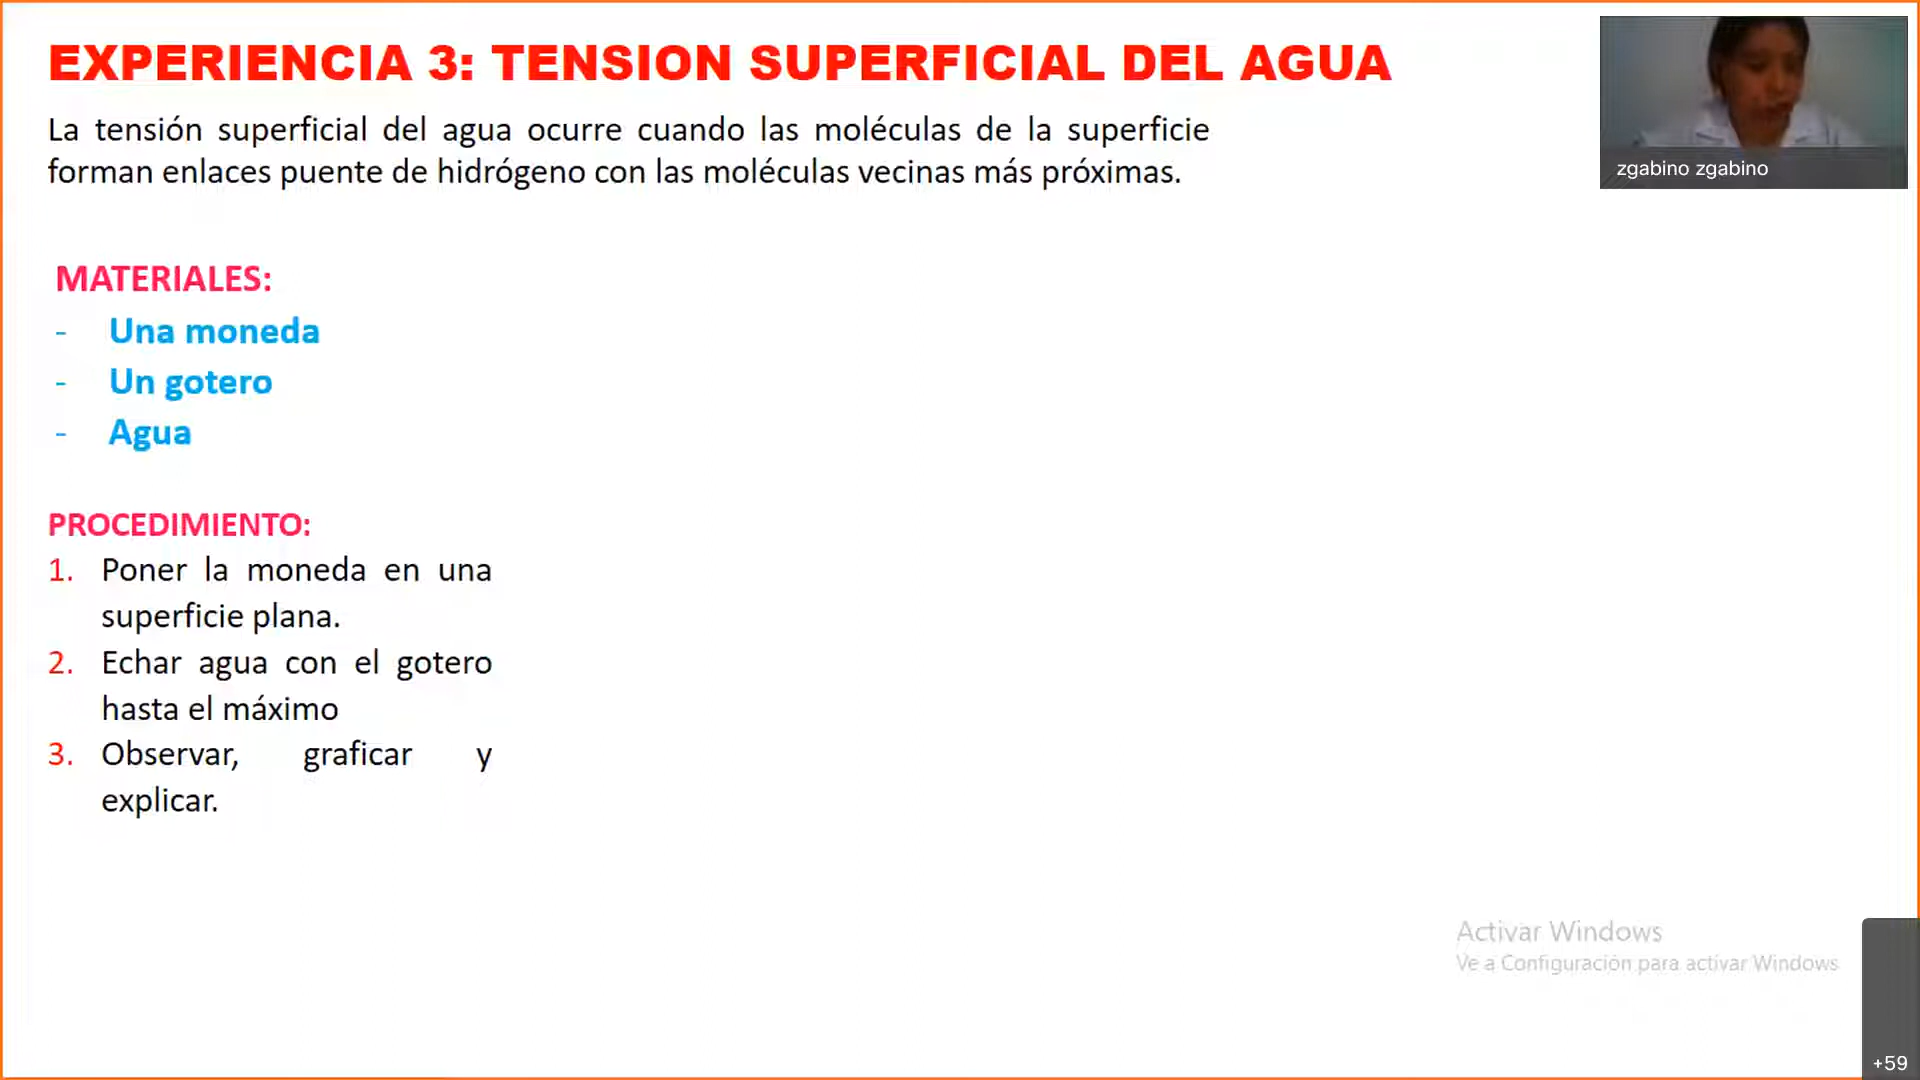 EXPERIENCIA 3: TENSION SUPERFICIAL DEL AGUA
La tensión superficial del agua ocurre cuando las moléculas de la superficie
forman enlaces puente de hidrógeno con las moléculas vecinas más próximas.
zgabino zgabino
MATERIALES:
- Una moneda
- Un gotero
- Agua
PROCEDIMIENTO:
1. Poner la moneda en una
superficie plana.
2. Echar agua con el gotero
hasta el máximo
3. Observar, graficar y
explicar.
Activar Windows
Ve a Configuración para activar Windows
+59